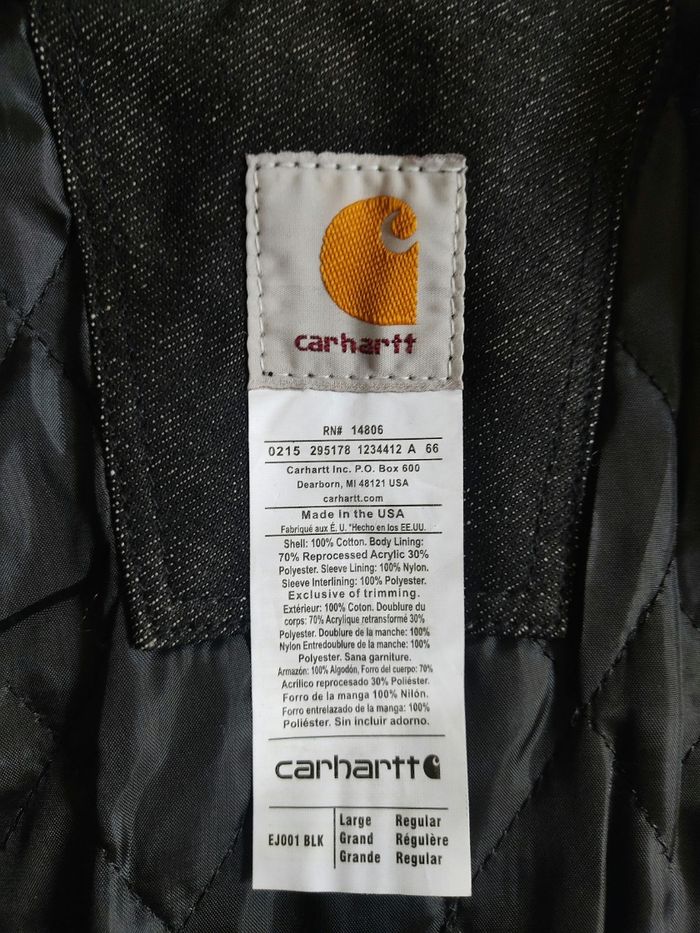 carhartt
RN# 14806
0215 295178 1234412 A 66
Carhartt Inc. P.O. Box 600
Dearborn, MI 48121 USA
carhartt.com
Made in the USA
Fabriqué aux É. U. *Hecho en los EE.UU.
Shell: 100% Cotton. Body Lining:
70% Reprocessed Acrylic 30%
Polyester. Sleeve Lining: 100% Nylon.
Sleeve Interlining: 100% Polyester.
Exclusive of trimming.
Extérieur: 100% Coton. Doublure du
corps: 70% Acrylique retransformé 30%
Polyester. Doublure de la manche: 100%
Nylon Entredoublure de la manche: 100%
Polyester. Sana garniture.
Armazón: 100% Algodón, Forro del cuerpo: 70%
Acrilico reprocesado 30% Poliéster.
Forro de la manga 100% Nilón.
Forro entrelazado de la manga: 100%
Poliéster. Sin incluir adorno.
carhartt
EJ001 BLK
Large Regular
Grand Régulère
Grande Regular